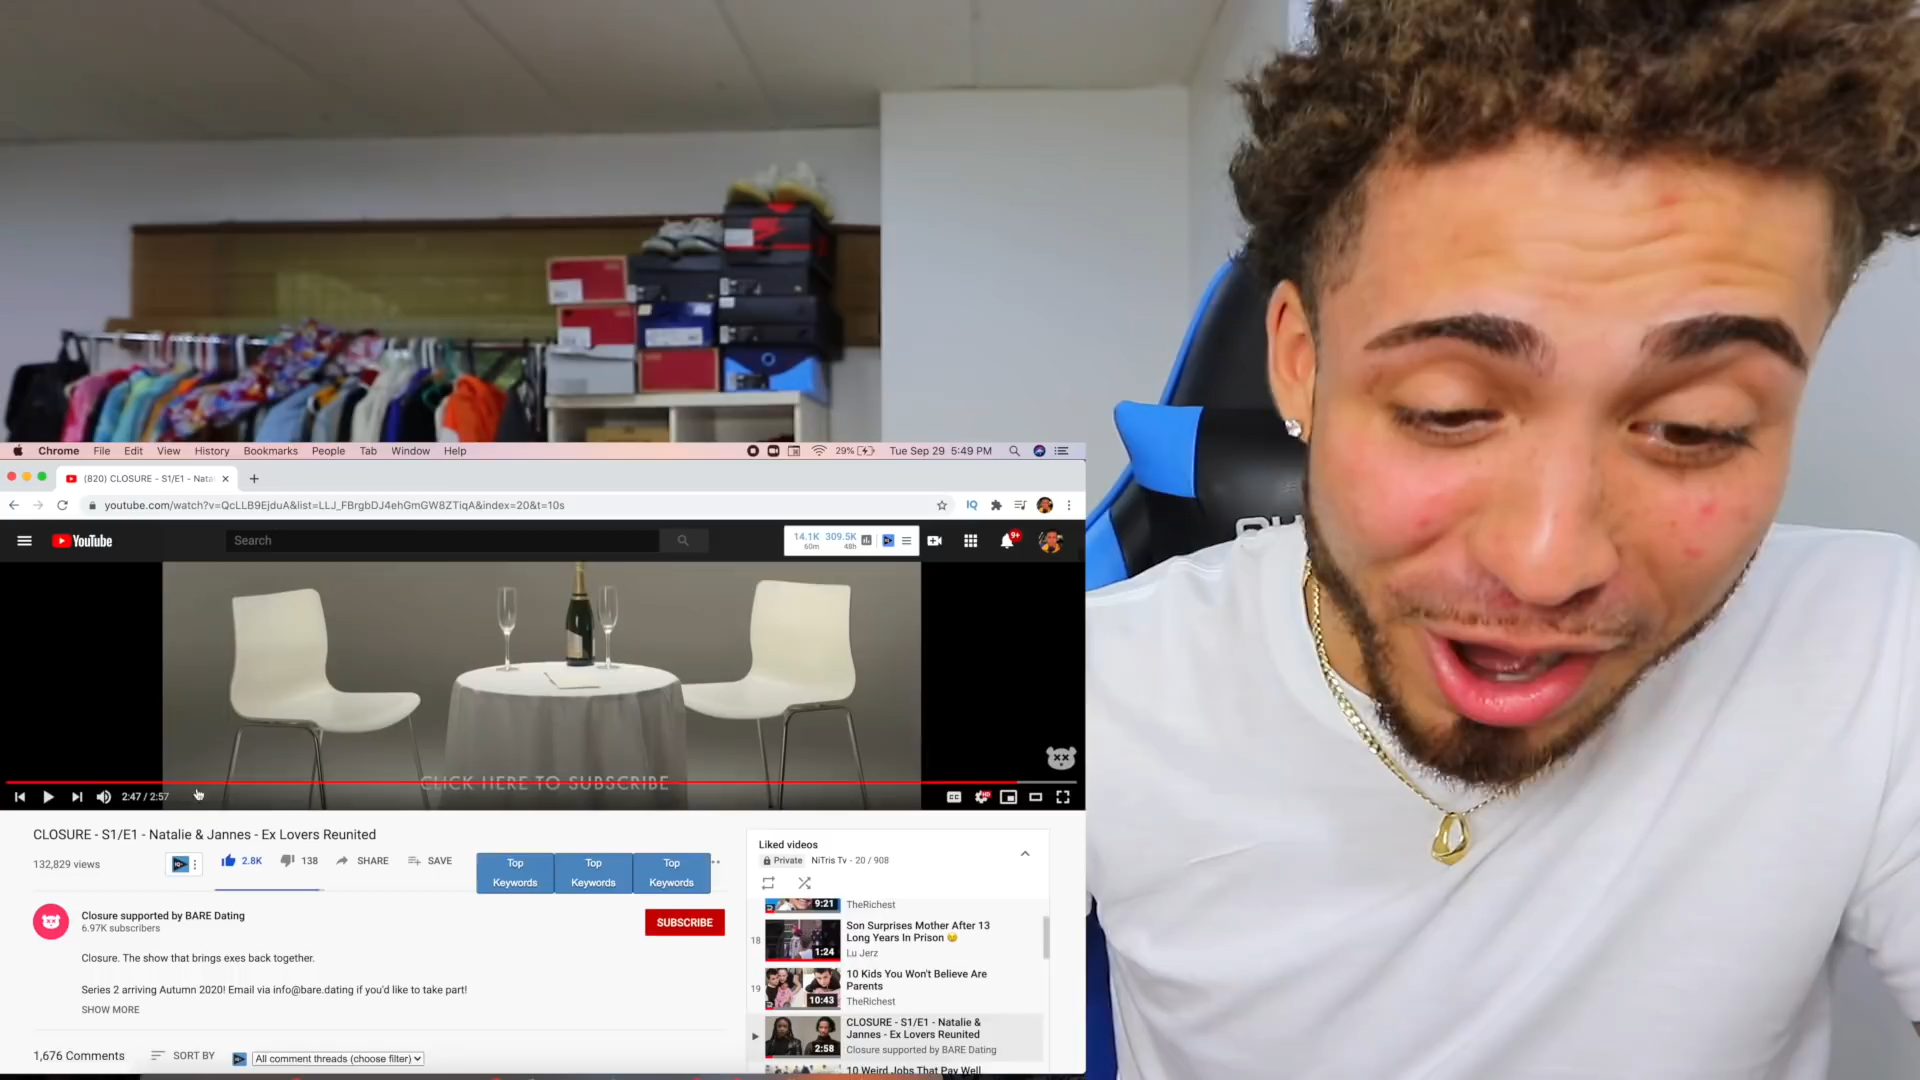 Chrome File Edit View History Bookmarks People Tab Window Help 29% Tue Sep 29 5:49 PM
(820) CLOSURE - S1/E1 - Nata
youtube.com/watch?v=QcLLB9EjduA&list=LLJ_FBrgbDJ4ehGmGW8ZTiqA&index=20&t=10s IQ
YouTube Search 14.1K 309.5K 9+
60m 48h
CLICK HERE TO SUBSCRIBE
2:47 / 2:57 CC HD
CLOSURE - S1/E1 - Natalie & Jannes - Ex Lovers Reunited
132,829 views 2.8K 138 SHARE SAVE
Top Keywords Top Keywords Top Keywords
Closure supported by BARE Dating
6.97K subscribers
SUBSCRIBE
Closure. The show that brings exes back together.
Series 2 arriving Autumn 2020! Email via info@bare.dating if you'd like to take part!
SHOW MORE
1,676 Comments SORT BY All comment threads (choose filter)
Liked videos
Private NiTris Tv - 20 / 908
9:21 TheRichest
18 Son Surprises Mother After 13
Long Years In Prison
1:24 Lu Jerz
19 10 Kids You Won't Believe Are
Parents
10:43 TheRichest
CLOSURE - S1/E1 - Natalie &
Jannes - Ex Lovers Reunited
2:58 Closure supported by BARE Dating
10 Weird Jobs That Pay Well